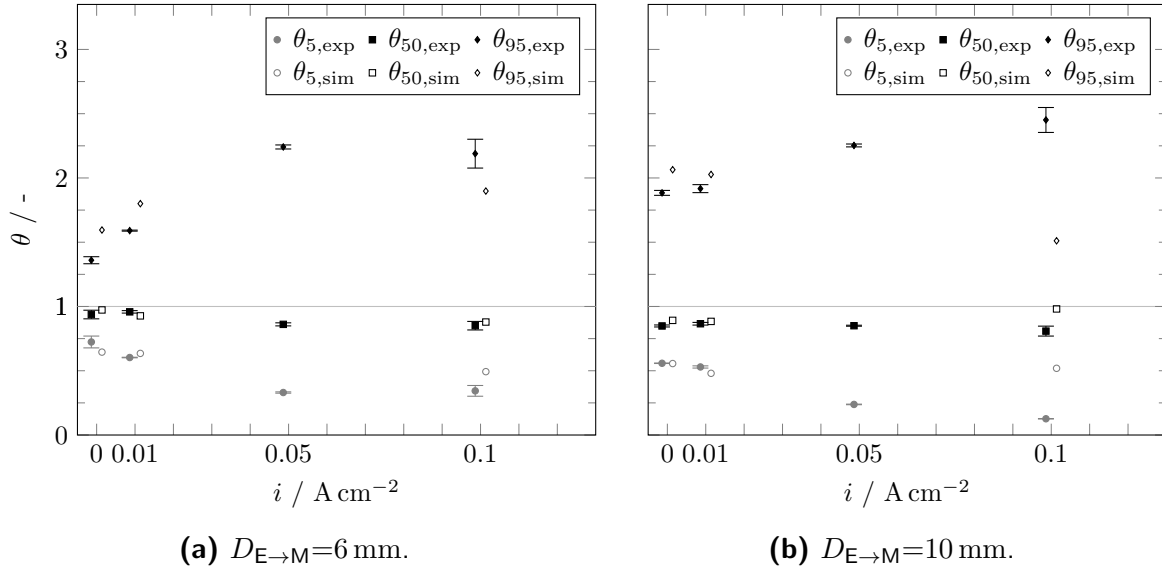 θ5,exp θ50,exp θ95,exp
θ5,sim θ50,sim θ95,sim
3
2
1
0
θ / -
0 0.01 0.05 0.1
i / A cm−2
(a) DE→M=6 mm.
θ5,exp θ50,exp θ95,exp
θ5,sim θ50,sim θ95,sim
0 0.01 0.05 0.1
i / A cm−2
(b) DE→M=10 mm.